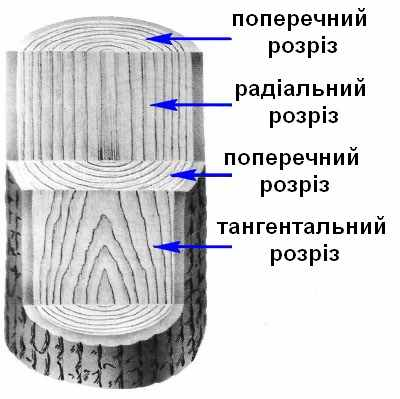 поперечний
розріз
радіальний
розріз
поперечний
розріз
тангентальний
розріз